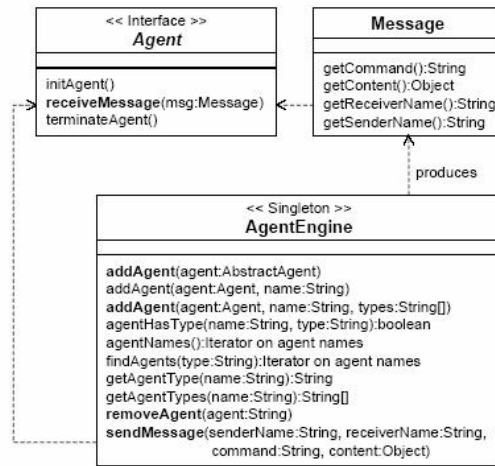 << Interface >>
Agent
initAgent()
receiveMessage(msg:Message)
terminateAgent()
Message
getCommand():String
getContent():Object
getReceiverName():String
getSenderName():String
produces
<< Singleton >>
AgentEngine
addAgent(agent:AbstractAgent)
addAgent(agent:Agent, name:String)
addAgent(agent:Agent, name:String, types:String[])
agentHasType(name:String, type:String):boolean
agentNames():Iterator on agent names
findAgents(type:String):Iterator on agent names
getAgentType(name:String):String
getAgentTypes(name:String):String[]
removeAgent(agent:String)
sendMessage(senderName:String, receiverName:String,
command:String, content:Object)